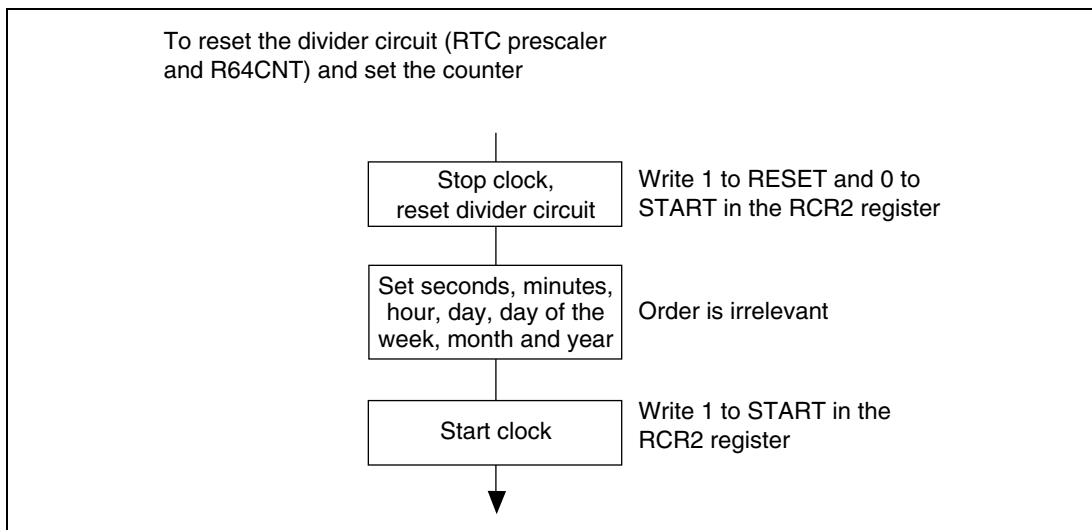 To reset the divider circuit (RTC prescaler
and R64CNT) and set the counter
Stop clock,
reset divider circuit
Write 1 to RESET and 0 to
START in the RCR2 register
Set seconds, minutes,
hour, day, day of the
week, month and year
Order is irrelevant
Start clock
Write 1 to START in the
RCR2 register